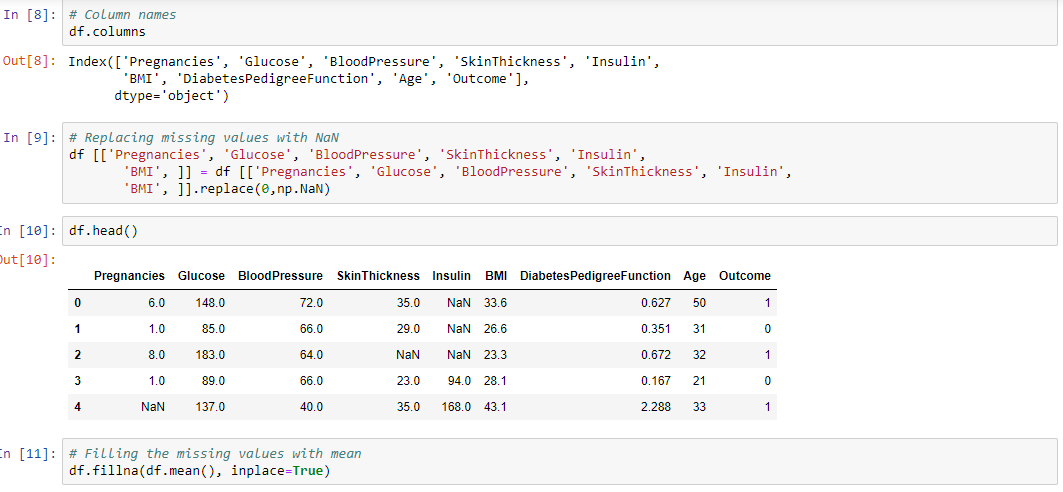 In [8]: # Column names
df.columns
Out[8]: Index(['Pregnancies', 'Glucose', 'BloodPressure', 'SkinThickness', 'Insulin',
'BMI', 'DiabetesPedigreeFunction', 'Age', 'Outcome'],
dtype='object')
In [9]: # Replacing missing values with NaN
df [['Pregnancies', 'Glucose', 'BloodPressure', 'SkinThickness', 'Insulin',
'BMI', ]] = df [['Pregnancies', 'Glucose', 'BloodPressure', 'SkinThickness', 'Insulin',
'BMI', ]].replace(0,np.NaN)
In [10]: df.head()
Out[10]:
Pregnancies Glucose BloodPressure SkinThickness Insulin BMI DiabetesPedigreeFunction Age Outcome
0 6.0 148.0 72.0 35.0 NaN 33.6 0.627 50 1
1 1.0 85.0 66.0 29.0 NaN 26.6 0.351 31 0
2 8.0 183.0 64.0 NaN NaN 23.3 0.672 32 1
3 1.0 89.0 66.0 23.0 94.0 28.1 0.167 21 0
4 NaN 137.0 40.0 35.0 168.0 43.1 2.288 33 1
In [11]: # Filling the missing values with mean
df.fillna(df.mean(), inplace=True)